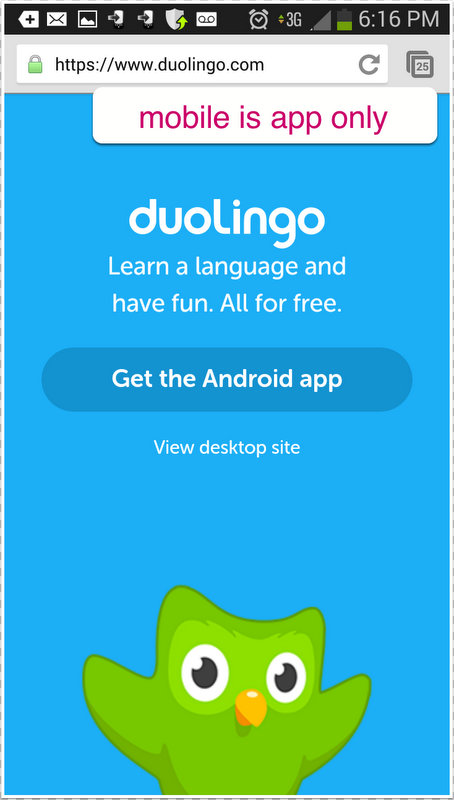 3G 6:16 PM
https://www.duolingo.com
25
mobile is app only
duolingo
Learn a language and
have fun. All for free.
Get the Android app
View desktop site